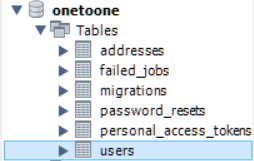 onetoone
Tables
addresses
failed_jobs
migrations
password_resets
personal_access_tokens
users